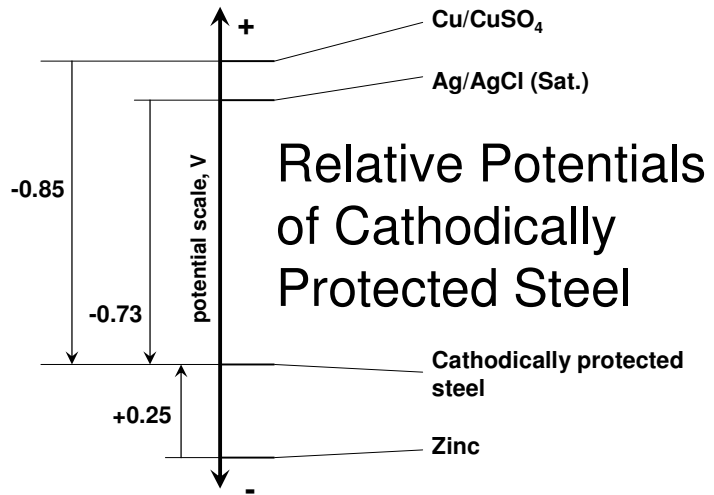 +
Cu/CuSO₄
Ag/AgCl (Sat.)
Relative Potentials
of Cathodically
Protected Steel
-0.85
potential scale, V
-0.73
Cathodically protected
steel
+0.25
Zinc
-